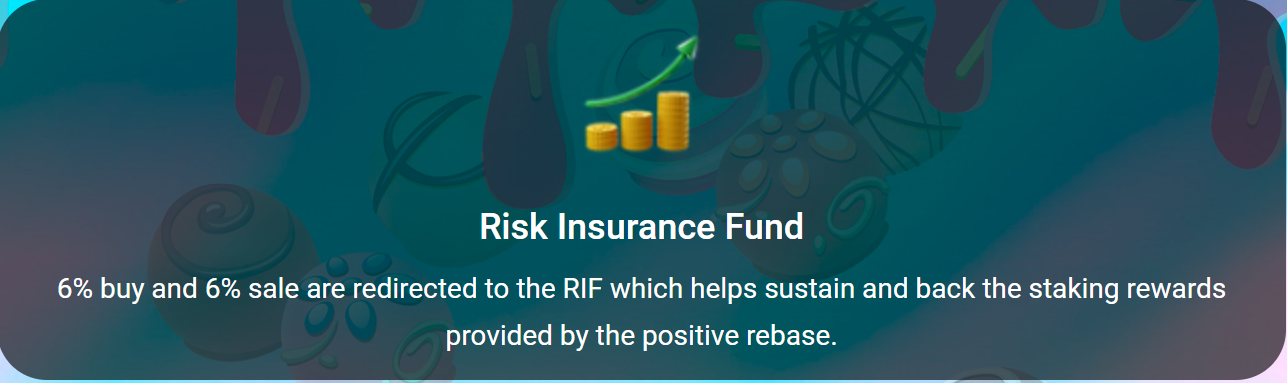 Risk Insurance Fund
6% buy and 6% sale are redirected to the RIF which helps sustain and back the staking rewards
provided by the positive rebase.